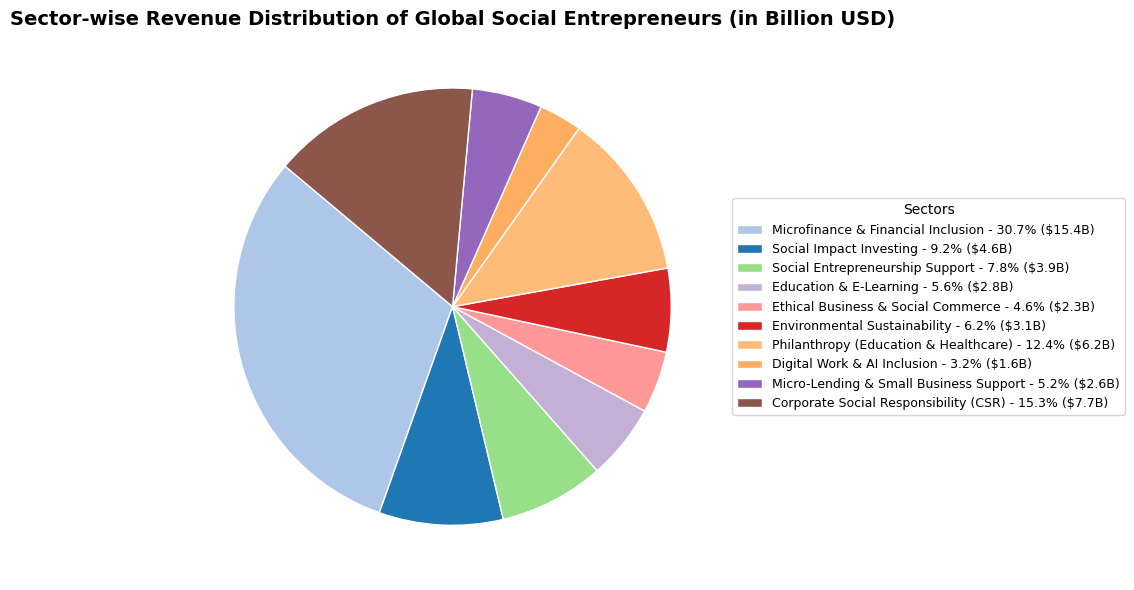 Sector-wise Revenue Distribution of Global Social Entrepreneurs (in Billion USD)
Sectors
Microfinance & Financial Inclusion - 30.7% ($15.4B)
Social Impact Investing - 9.2% ($4.6B)
Social Entrepreneurship Support - 7.8% ($3.9B)
Education & E-Learning - 5.6% ($2.8B)
Ethical Business & Social Commerce - 4.6% ($2.3B)
Environmental Sustainability - 6.2% ($3.1B)
Philanthropy (Education & Healthcare) - 12.4% ($6.2B)
Digital Work & AI Inclusion - 3.2% ($1.6B)
Micro-Lending & Small Business Support - 5.2% ($2.6B)
Corporate Social Responsibility (CSR) - 15.3% ($7.7B)